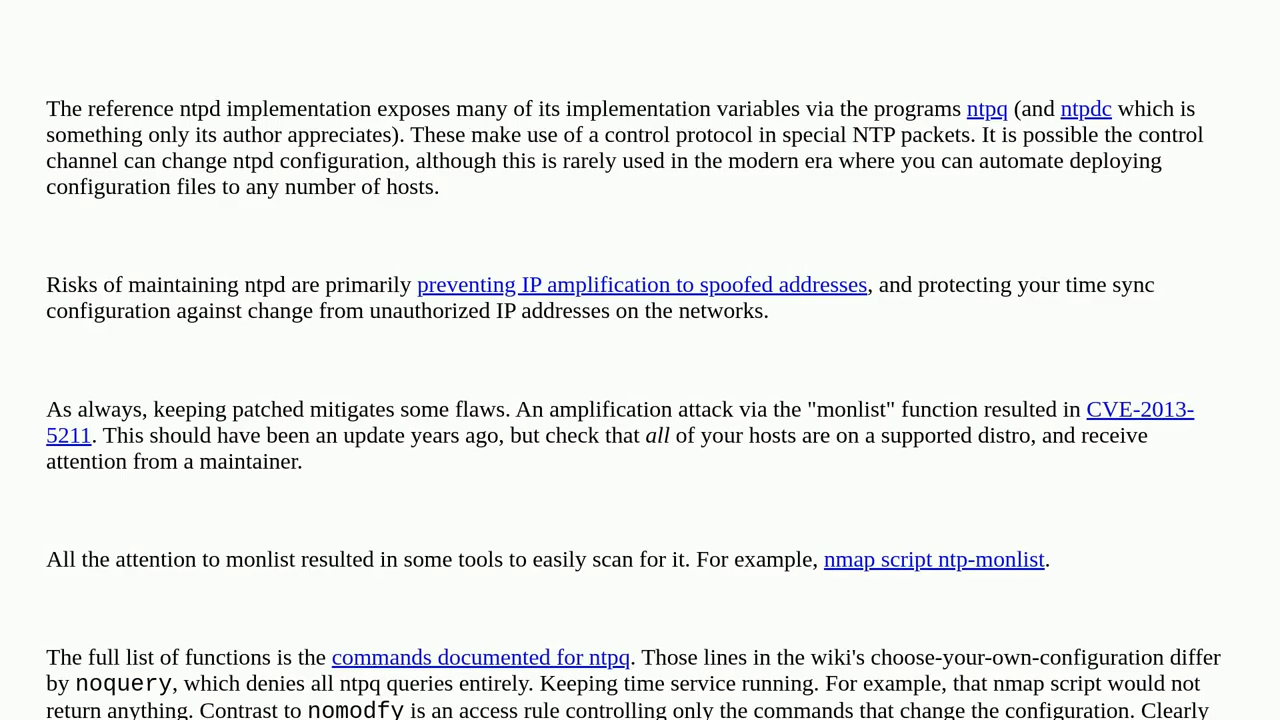 The reference ntpd implementation exposes many of its implementation variables via the programs ntpq (and ntpdc which is
something only its author appreciates). These make use of a control protocol in special NTP packets. It is possible the control
channel can change ntpd configuration, although this is rarely used in the modern era where you can automate deploying
configuration files to any number of hosts.
Risks of maintaining ntpd are primarily preventing IP amplification to spoofed addresses, and protecting your time sync
configuration against change from unauthorized IP addresses on the networks.
As always, keeping patched mitigates some flaws. An amplification attack via the "monlist" function resulted in CVE-2013-
5211. This should have been an update years ago, but check that all of your hosts are on a supported distro, and receive
attention from a maintainer.
All the attention to monlist resulted in some tools to easily scan for it. For example, nmap script ntp-monlist.
The full list of functions is the commands documented for ntpq. Those lines in the wiki's choose-your-own-configuration differ
by noquery, which denies all ntpq queries entirely. Keeping time service running. For example, that nmap script would not
return anything. Contrast to nomodfy is an access rule controlling only the commands that change the configuration. Clearly